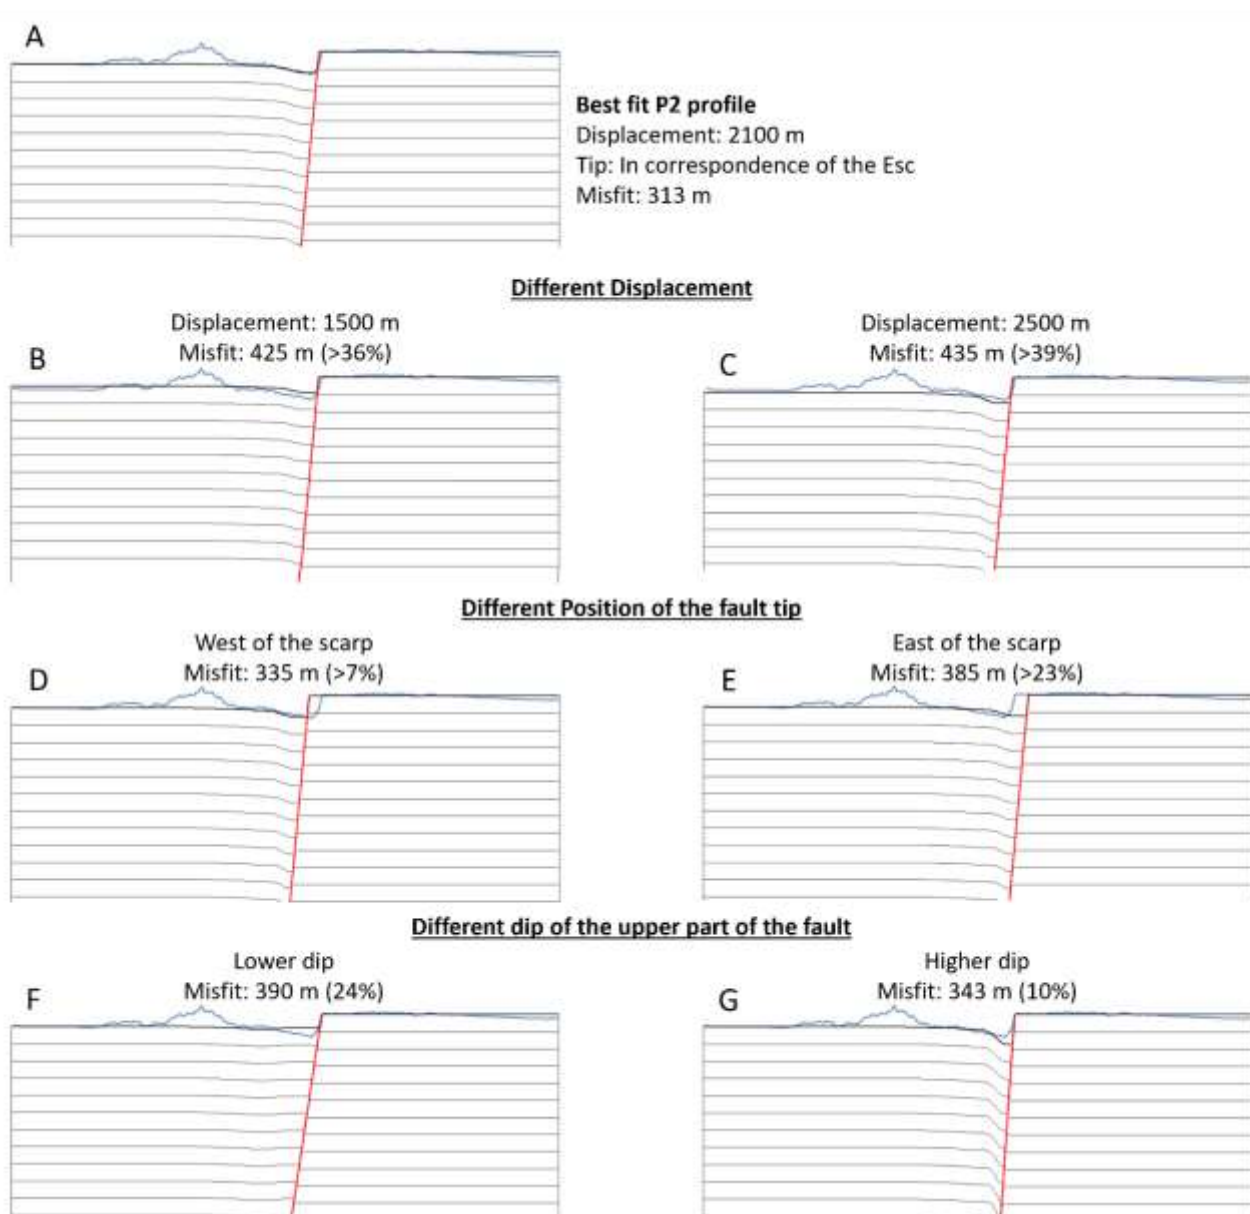 A
Best fit P2 profile
Displacement: 2100 m
Tip: In correspondence of the Esc
Misfit: 313 m
Different Displacement
Displacement: 1500 m
Misfit: 425 m (>36%)
B
Displacement: 2500 m
Misfit: 435 m (>39%)
C
Different Position of the fault tip
West of the scarp
Misfit: 335 m (>7%)
D
East of the scarp
Misfit: 385 m (>23%)
E
Different dip of the upper part of the fault
Lower dip
Misfit: 390 m (24%)
F
Higher dip
Misfit: 343 m (10%)
G